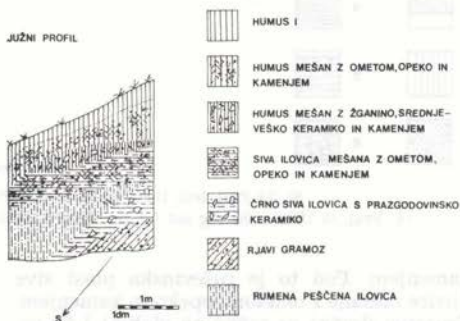 JUŽNI PROFIL
HUMUS I
HUMUS MEŠAN Z OMETOM, OPEKO IN
KAMENJEM
HUMUS MEŠAN Z ŽGANINO, SREDNJE-
VEŠKO KERAMIKO IN KAMENJEM
SIVA ILOVICA MEŠANA Z OMETOM,
OPEKO IN KAMENJEM
ČRNO SIVA ILOVICA S PRAZGODOVINSKO
KERAMIKO
RJAVI GRAMOZ
RUMENA PEŠČENA ILOVICA
1m
1dm
S